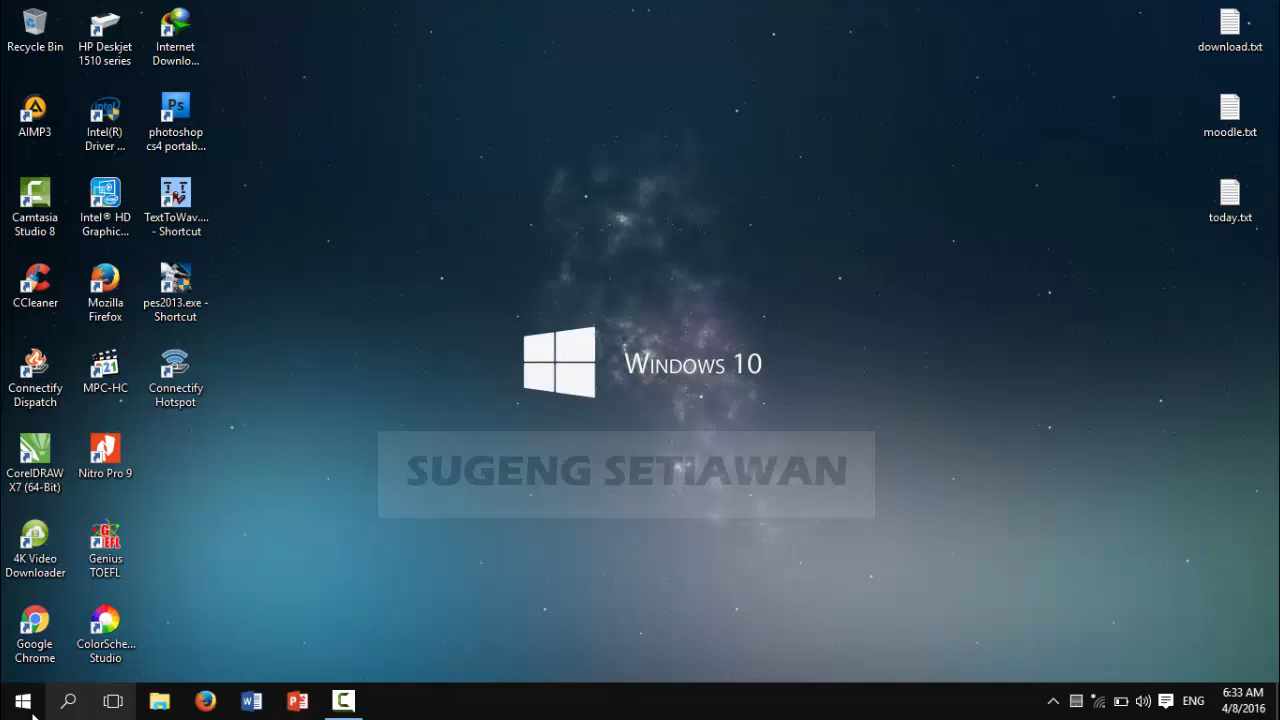 Recycle Bin
HP Deskjet
1510 series
Internet
Downlo...
AIMP3
Intel(R)
Driver ...
photoshop
cs4 portab...
Camtasia
Studio 8
Intel® HD
Graphic...
TextToWav....
- Shortcut
CCleaner
Mozilla
Firefox
pes2013.exe -
Shortcut
Connectify
Dispatch
MPC-HC
Connectify
Hotspot
CorelDRAW
X7 (64-Bit)
Nitro Pro 9
4K Video
Downloader
Genius
TOEFL
Google
Chrome
ColorSche...
Studio
download.txt
moodle.txt
today.txt
WINDOWS 10
SUGENG SETIAWAN
ENG
6:33 AM
4/8/2016